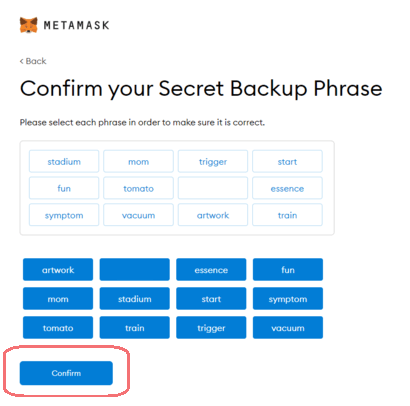 METAMASK
< Back
Confirm your Secret Backup Phrase
Please select each phrase in order to make sure it is correct.
stadium mom trigger start
fun tomato essence
symptom vacuum artwork train
artwork essence fun
mom stadium start symptom
tomato train trigger vacuum
Confirm